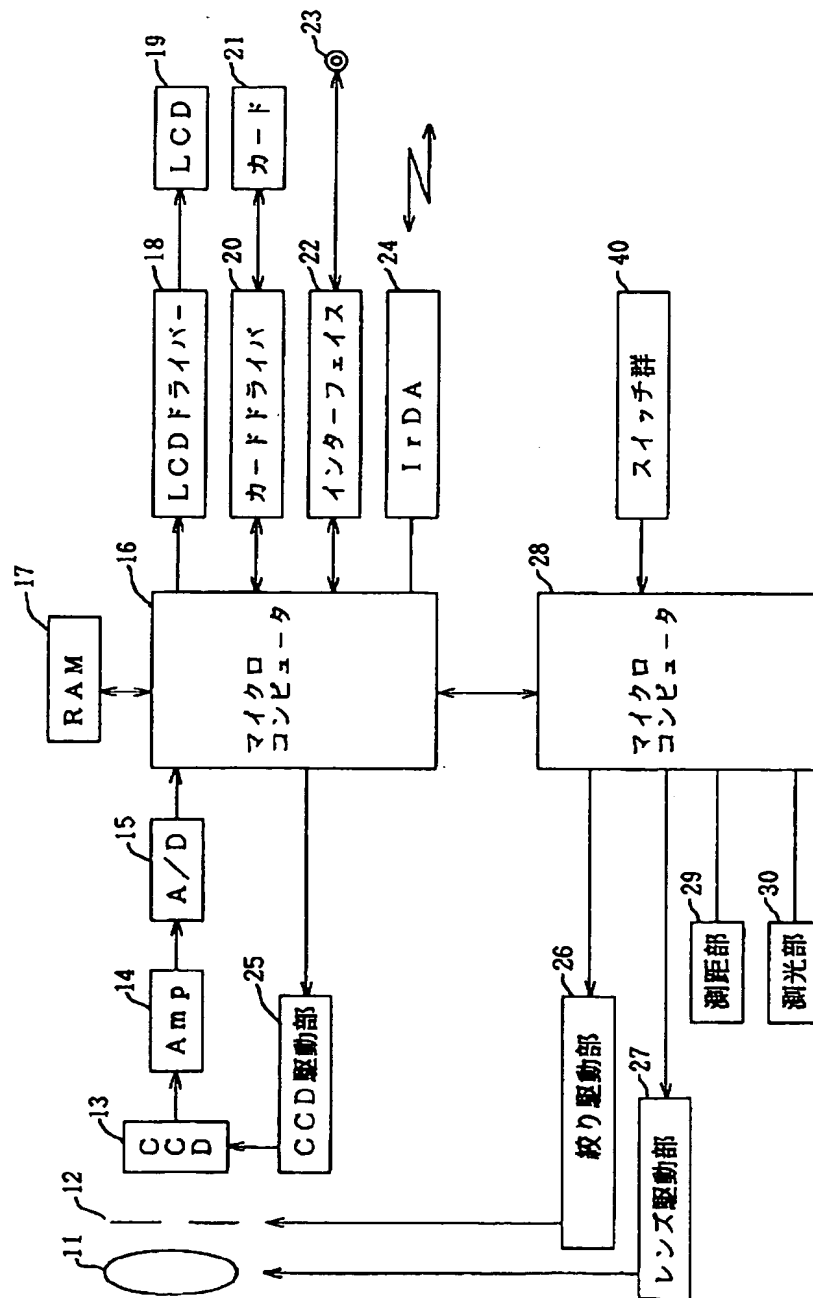 11
12
13
CCD
14
Amp
15
A/D
16
マイクロ
コンピュータ
17
RAM
18
LCDドライバー
19
LCD
20
カードドライバ
21
カード
22
インターフェイス
23
24
IrDA
25
CCD駆動部
26
絞り駆動部
27
レンズ駆動部
28
マイクロ
コンピュータ
29
測距部
30
測光部
40
スイッチ群